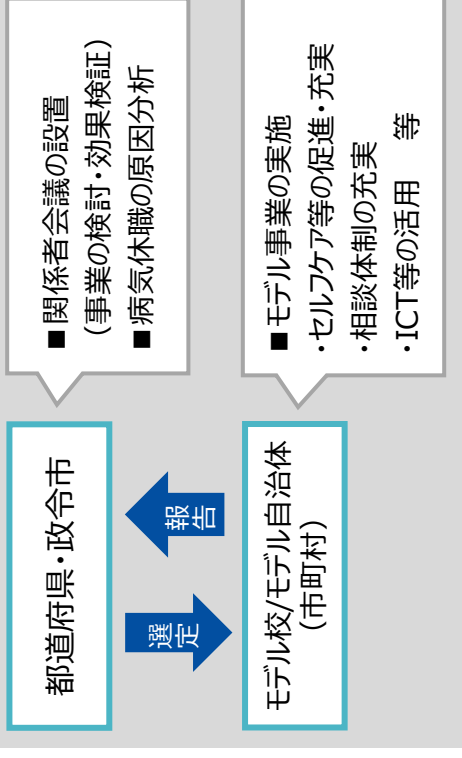 都道府県・政令市
■関係者会議の設置
（事業の検討・効果検証）
■病気休職の原因分析
選定
報告
モデル校/モデル自治体
（市町村）
■モデル事業の実施
・セルフケア等の促進・充実
・相談体制の充実
・ICT等の活用　等